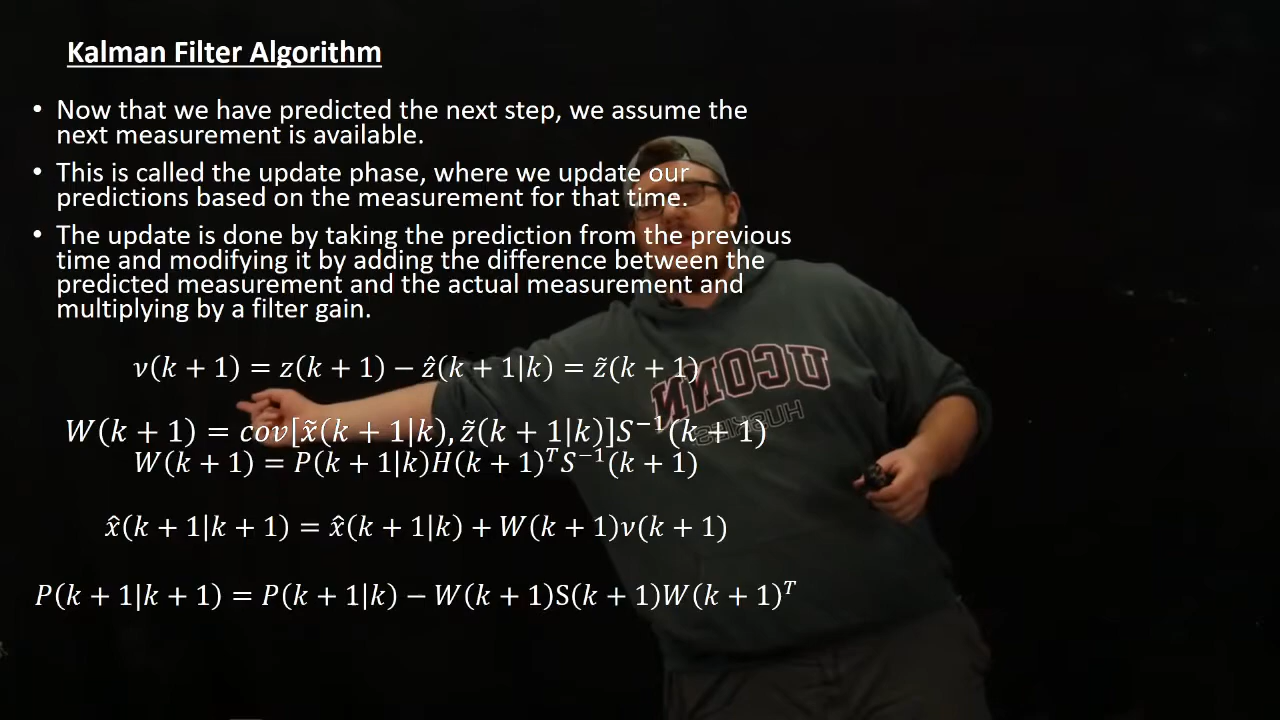 Kalman Filter Algorithm
• Now that we have predicted the next step, we assume the
next measurement is available.
• This is called the update phase, where we update our
predictions based on the measurement for that time.
• The update is done by taking the prediction from the previous
time and modifying it by adding the difference between the
predicted measurement and the actual measurement and
multiplying by a filter gain.
ν(k + 1) = z(k + 1) − ẑ(k + 1|k) = z̃(k + 1)
W(k + 1) = cov[x̃(k + 1|k), z̃(k + 1|k)]S⁻¹(k + 1)
W(k + 1) = P(k + 1|k)H(k + 1)ᵀS⁻¹(k + 1)
x̂(k + 1|k + 1) = x̂(k + 1|k) + W(k + 1)ν(k + 1)
P(k + 1|k + 1) = P(k + 1|k) − W(k + 1)S(k + 1)W(k + 1)ᵀ
UCONN
HUSKIES